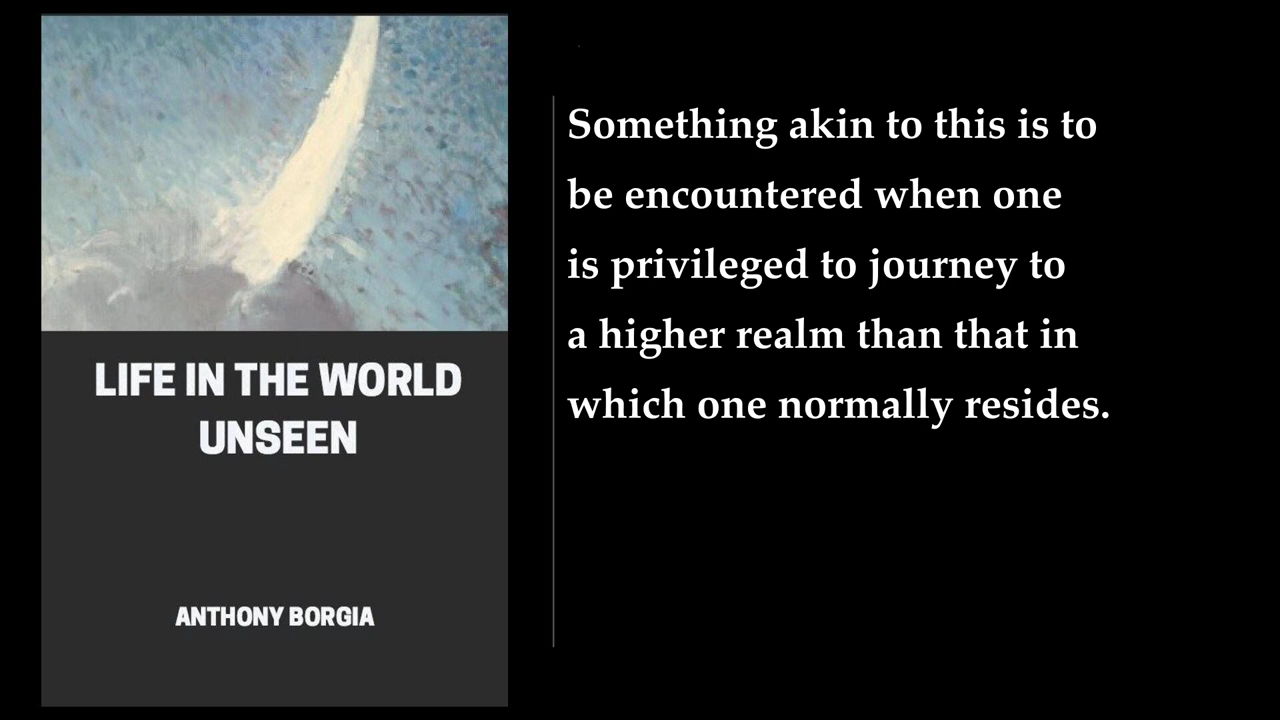 LIFE IN THE WORLD
UNSEEN
ANTHONY BORGIA
Something akin to this is to
be encountered when one
is privileged to journey to
a higher realm than that in
which one normally resides.